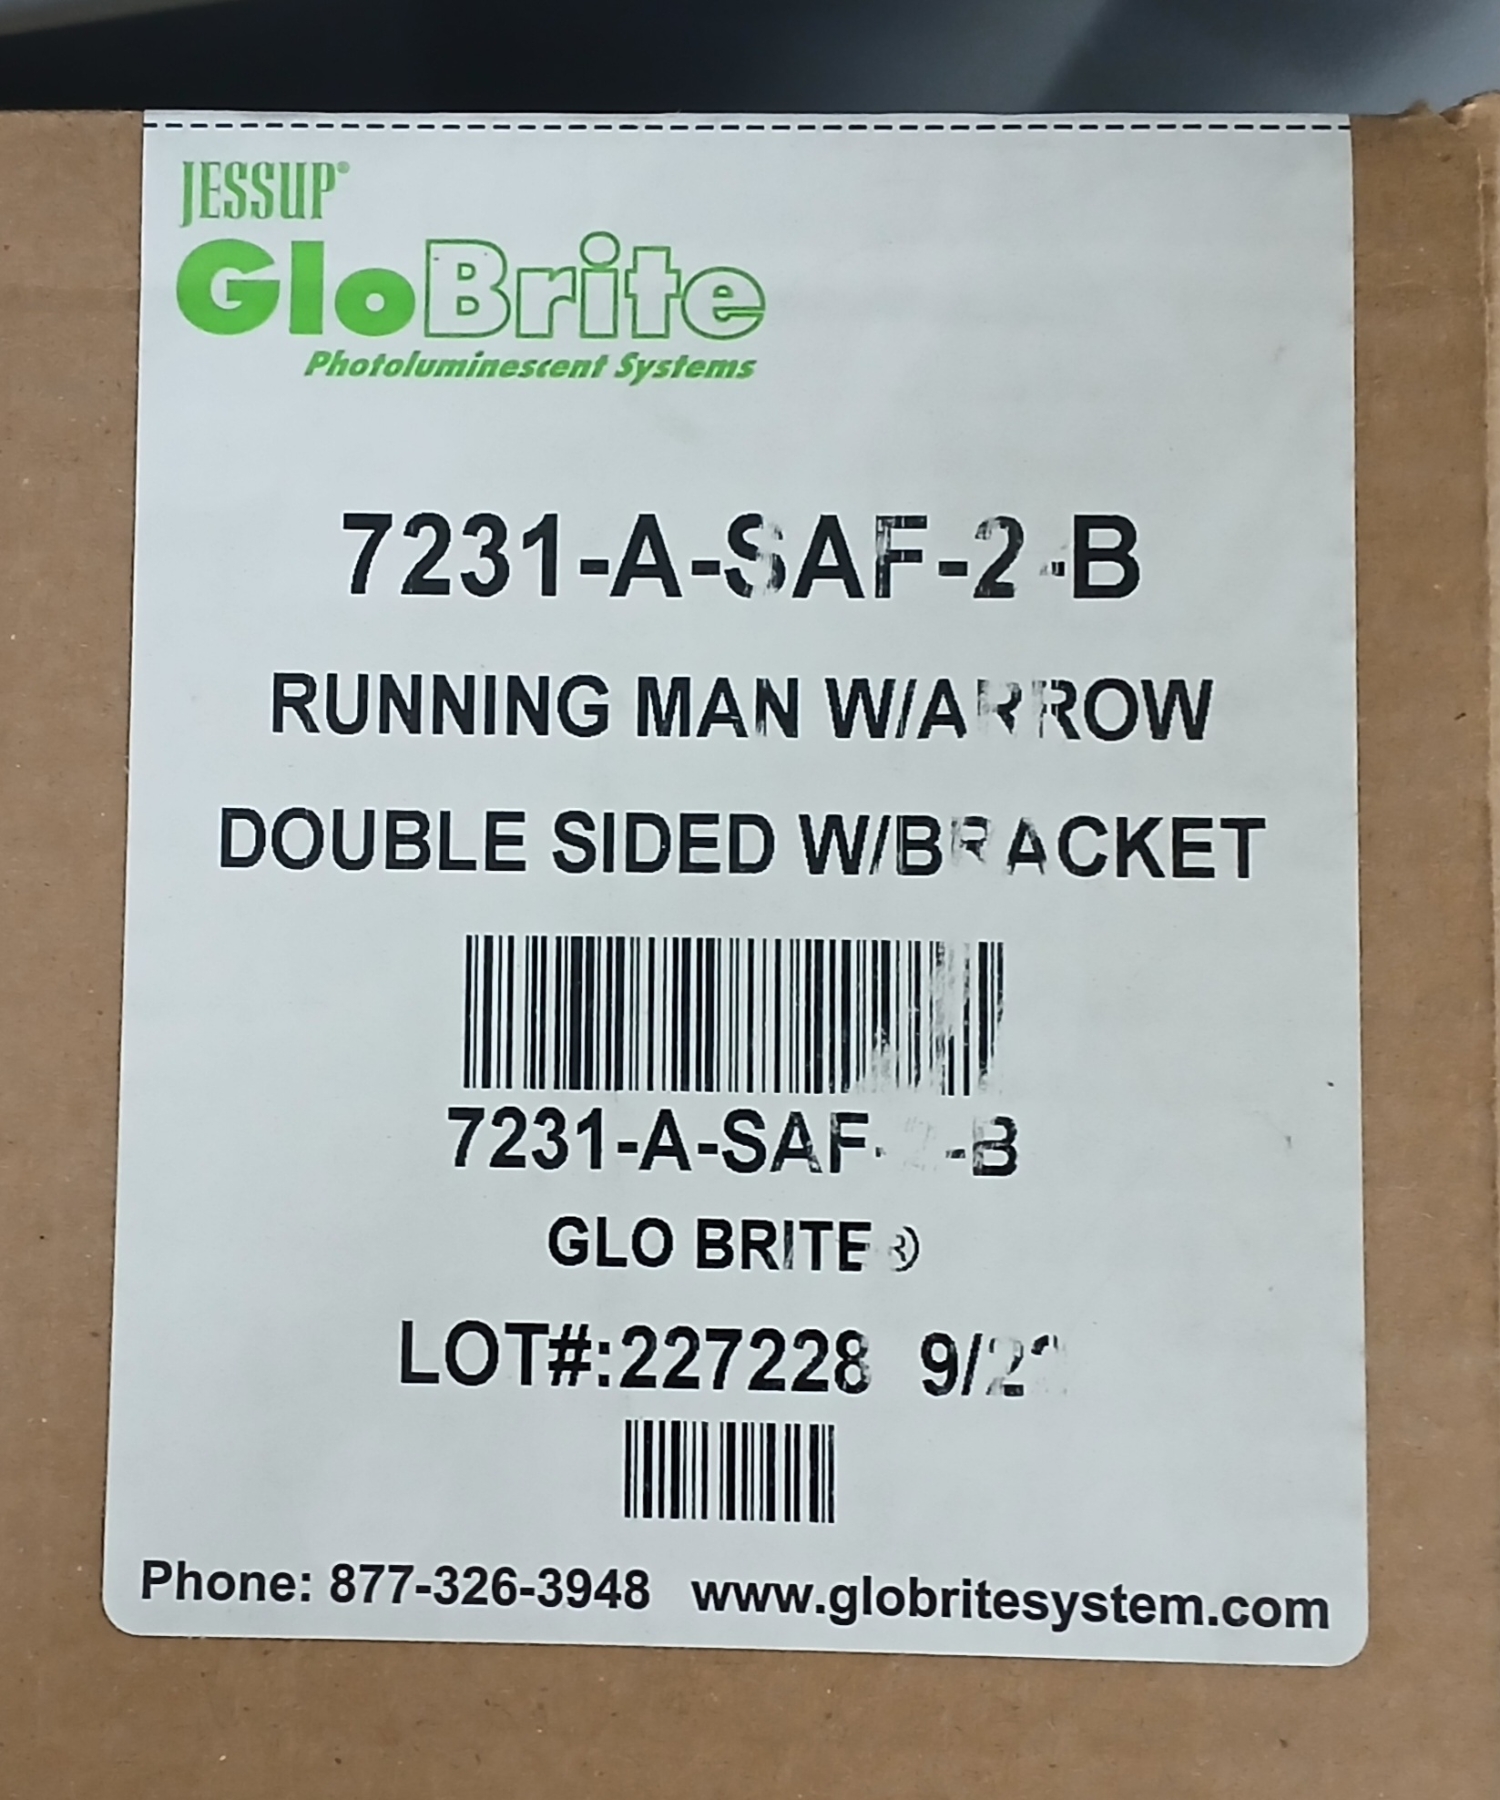 JESSUP®
GloBrite
Photoluminescent Systems
7231-A-SAF-2-B
RUNNING MAN W/ARROW
DOUBLE SIDED W/BRACKET
7231-A-SAF-2-B
GLO BRITE ®
LOT#:227228
Phone: 877-326-3948 www.globritesystem.com